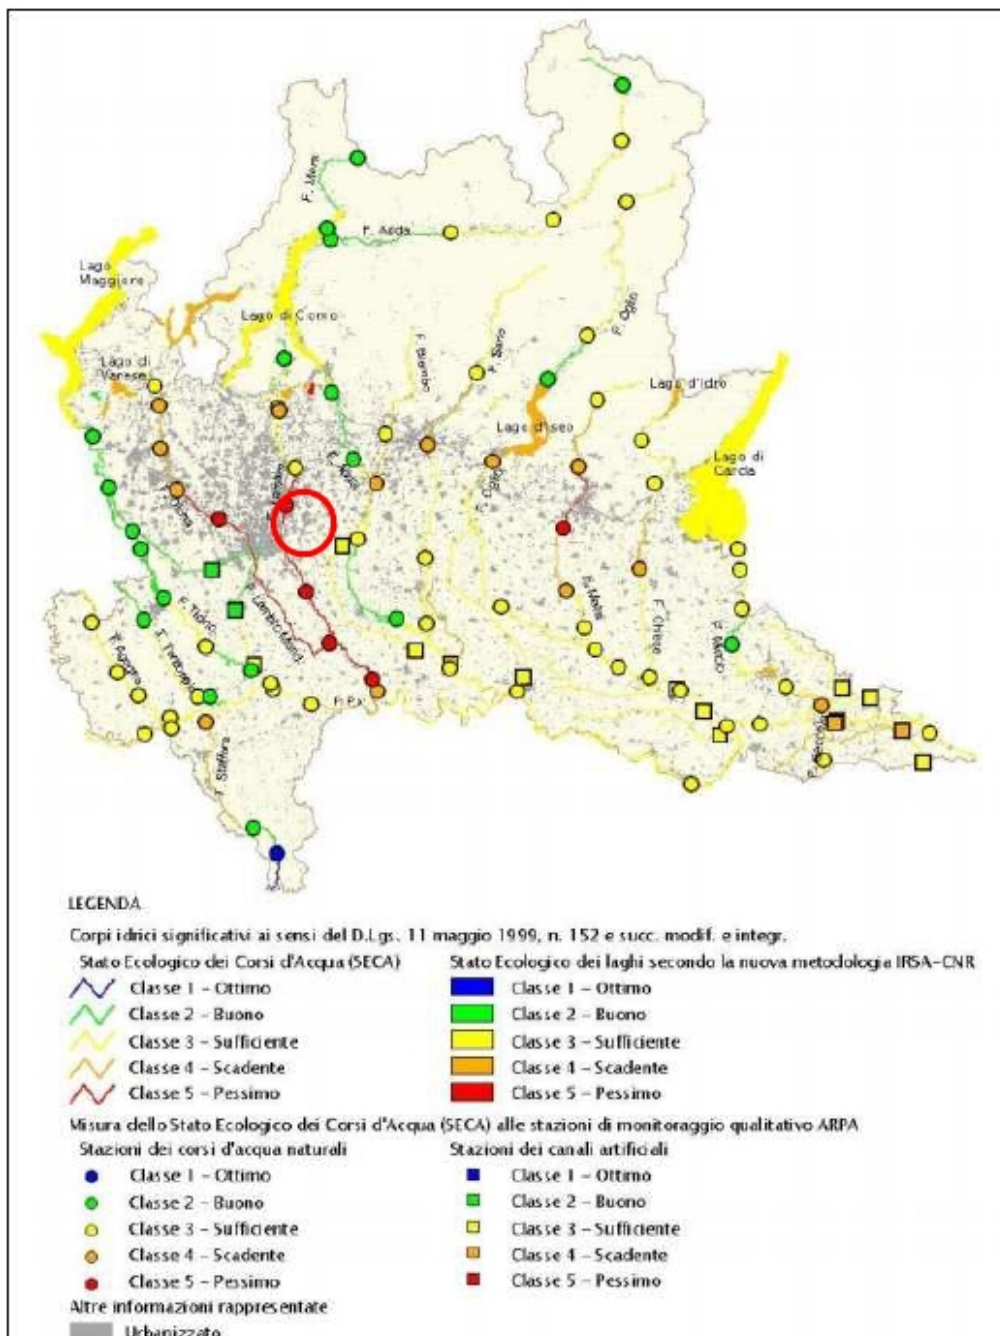 F. Mera
F. Adda
Lago
Maggiore
Lago di Como
F. Brembo
F. Serio
F. Oglio
Lago di
Varese
Lago d'Idro
Lago d'Iseo
Lago di
Garda
F. Adda
F. Oglio
F. Olona
F. Lambro
F. Ticino
F. Lambro Merid.
F. Mella
F. Chiese
F. Mincio
T. Agogna
T. Terdoppio
F. Po
T. Staffora
LEGENDA
Corpi idrici significativi ai sensi del D.Lgs. 11 maggio 1999, n. 152 e succ. modif. e integr.
Stato Ecologico dei Corsi d'Acqua (SECA)
Classe 1 – Ottimo
Classe 2 – Buono
Classe 3 – Sufficiente
Classe 4 – Scadente
Classe 5 – Pessimo
Stato Ecologico dei laghi secondo la nuova metodologia IRSA-CNR
Classe 1 – Ottimo
Classe 2 – Buono
Classe 3 – Sufficiente
Classe 4 – Scadente
Classe 5 – Pessimo
Misura dello Stato Ecologico dei Corsi d'Acqua (SECA) alle stazioni di monitoraggio qualitativo ARPA
Stazioni dei corsi d'acqua naturali
Classe 1 – Ottimo
Classe 2 – Buono
Classe 3 – Sufficiente
Classe 4 – Scadente
Classe 5 – Pessimo
Stazioni dei canali artificiali
Classe 1 – Ottimo
Classe 2 – Buono
Classe 3 – Sufficiente
Classe 4 – Scadente
Classe 5 – Pessimo
Altre informazioni rappresentate
Urbanizzato